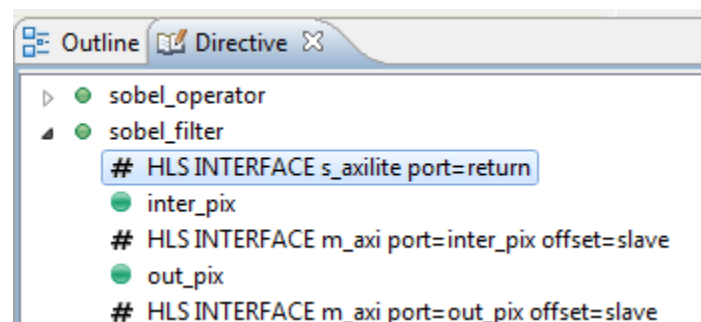 Outline Directive
sobel_operator
sobel_filter
# HLS INTERFACE s_axilite port=return
inter_pix
# HLS INTERFACE m_axi port=inter_pix offset=slave
out_pix
# HLS INTERFACE m_axi port=out_pix offset=slave